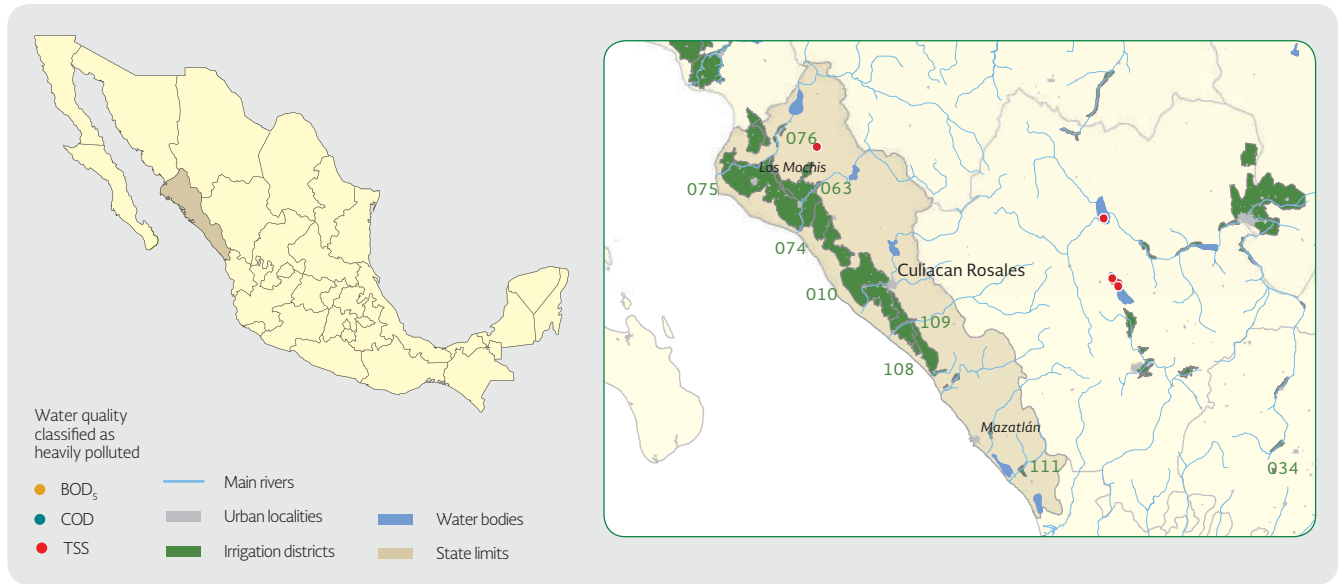 Water quality
classified as
heavily polluted
BOD₅
COD
TSS
Main rivers
Urban localities
Irrigation districts
Water bodies
State limits
076
Los Mochis
075
063
074
Culiacan Rosales
010
109
108
Mazatlán
111
034